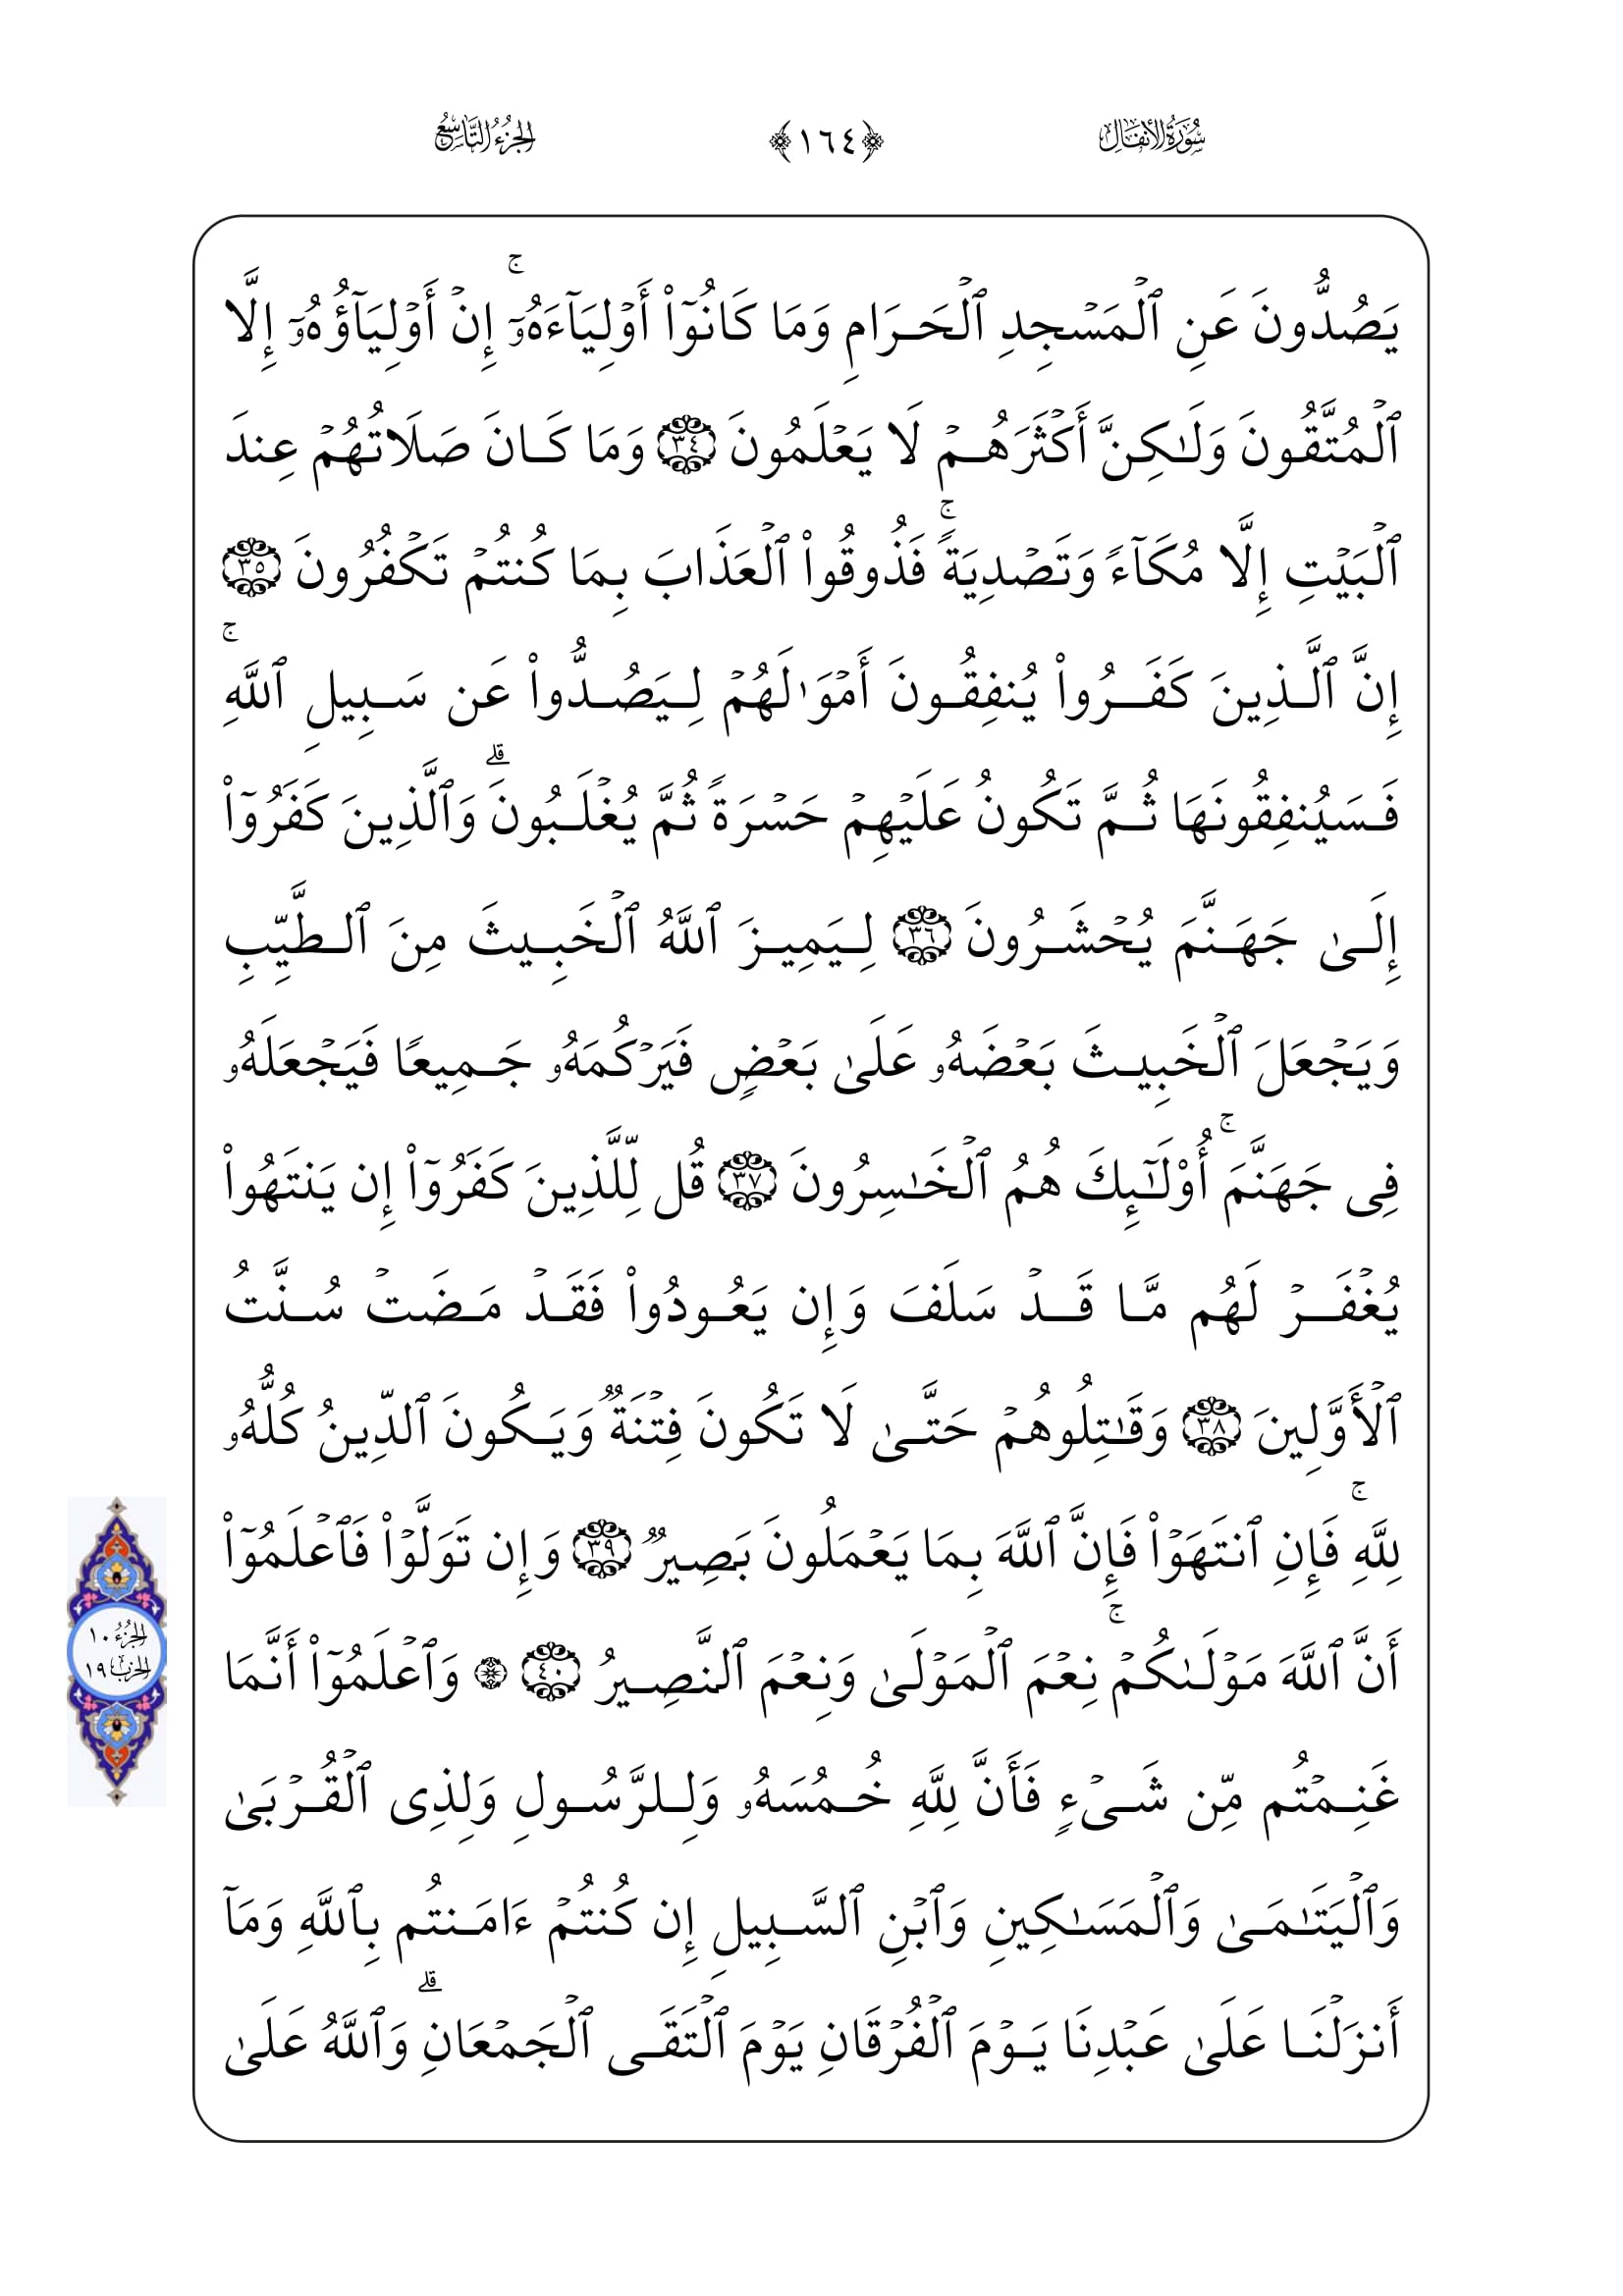 سُورَةُ الأَنفَال
﴿١٦٤﴾
الجُزْءُ التَّاسِعُ
يَصُدُّونَ عَنِ ٱلْمَسْجِدِ ٱلْحَرَامِ وَمَا كَانُوٓا۟ أَوْلِيَآءَهُۥٓ ۚ إِنْ أَوْلِيَآؤُهُۥٓ إِلَّا
ٱلْمُتَّقُونَ وَلَـٰكِنَّ أَكْثَرَهُمْ لَا يَعْلَمُونَ ٣٤ وَمَا كَانَ صَلَاتُهُمْ عِندَ
ٱلْبَيْتِ إِلَّا مُكَآءً وَتَصْدِيَةً ۚ فَذُوقُوا۟ ٱلْعَذَابَ بِمَا كُنتُمْ تَكْفُرُونَ ٣٥
إِنَّ ٱلَّذِينَ كَفَرُوا۟ يُنفِقُونَ أَمْوَٰلَهُمْ لِيَصُدُّوا۟ عَن سَبِيلِ ٱللَّهِ ۚ
فَسَيُنفِقُونَهَا ثُمَّ تَكُونُ عَلَيْهِمْ حَسْرَةً ثُمَّ يُغْلَبُونَ ۗ وَٱلَّذِينَ كَفَرُوٓا۟
إِلَىٰ جَهَنَّمَ يُحْشَرُونَ ٣٦ لِيَمِيزَ ٱللَّهُ ٱلْخَبِيثَ مِنَ ٱلطَّيِّبِ
وَيَجْعَلَ ٱلْخَبِيثَ بَعْضَهُۥ عَلَىٰ بَعْضٍ فَيَرْكُمَهُۥ جَمِيعًا فَيَجْعَلَهُۥ
فِى جَهَنَّمَ ۚ أُو۟لَـٰٓئِكَ هُمُ ٱلْخَـٰسِرُونَ ٣٧ قُل لِّلَّذِينَ كَفَرُوٓا۟ إِن يَنتَهُوا۟
يُغْفَرْ لَهُم مَّا قَدْ سَلَفَ وَإِن يَعُودُوا۟ فَقَدْ مَضَتْ سُنَّتُ
ٱلْأَوَّلِينَ ٣٨ وَقَـٰتِلُوهُمْ حَتَّىٰ لَا تَكُونَ فِتْنَةٌ وَيَكُونَ ٱلدِّينُ كُلُّهُۥ
لِلَّهِ ۚ فَإِنِ ٱنتَهَوْا۟ فَإِنَّ ٱللَّهَ بِمَا يَعْمَلُونَ بَصِيرٌ ٣٩ وَإِن تَوَلَّوْا۟ فَٱعْلَمُوٓا۟
أَنَّ ٱللَّهَ مَوْلَىٰكُمْ ۚ نِعْمَ ٱلْمَوْلَىٰ وَنِعْمَ ٱلنَّصِيرُ ٤٠ ۞ وَٱعْلَمُوٓا۟ أَنَّمَا
غَنِمْتُم مِّن شَىْءٍ فَأَنَّ لِلَّهِ خُمُسَهُۥ وَلِلرَّسُولِ وَلِذِى ٱلْقُرْبَىٰ
وَٱلْيَتَـٰمَىٰ وَٱلْمَسَـٰكِينِ وَٱبْنِ ٱلسَّبِيلِ إِن كُنتُمْ ءَامَنتُم بِٱللَّهِ وَمَآ
أَنزَلْنَا عَلَىٰ عَبْدِنَا يَوْمَ ٱلْفُرْقَانِ يَوْمَ ٱلْتَقَى ٱلْجَمْعَانِ ۗ وَٱللَّهُ عَلَىٰ
الجُزْءُ ١٠
الحِزْبُ ١٩